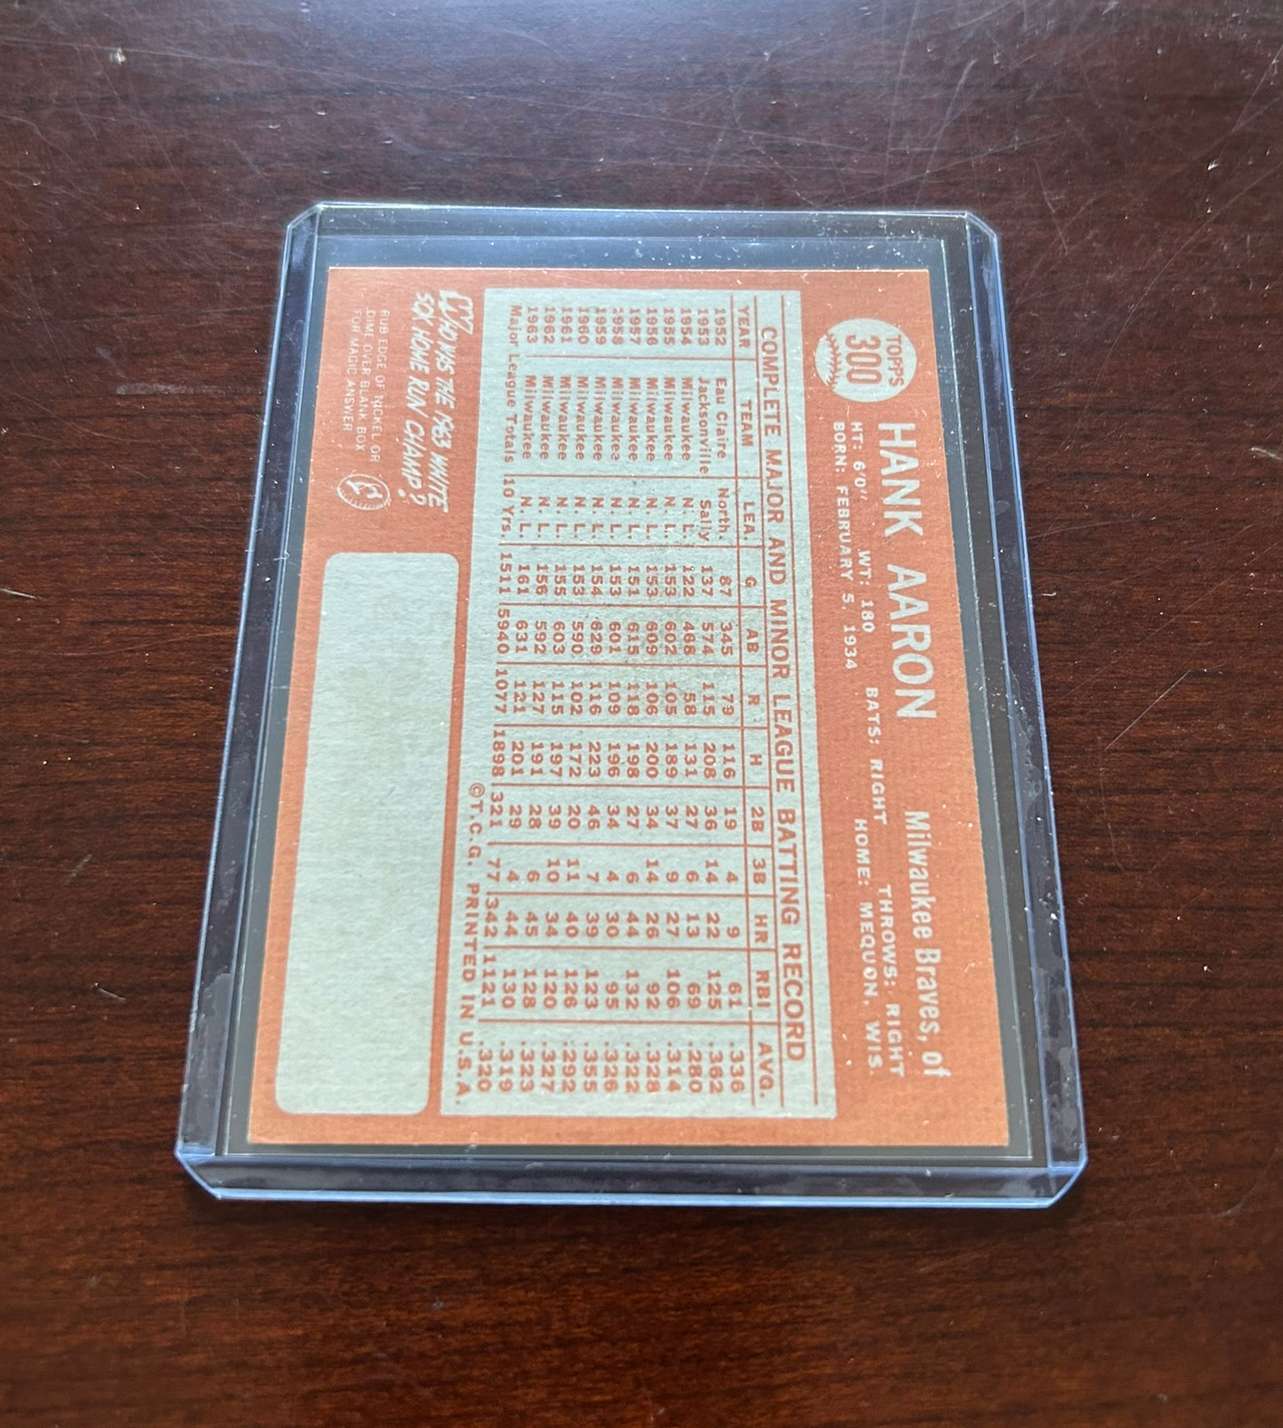 TOPPS
300
HANK AARON
Milwaukee Braves, of
HT: 6'0" WT: 180 BATS: RIGHT THROWS: RIGHT
BORN: FEBRUARY 5, 1934 HOME: MEQUON, WIS.
COMPLETE MAJOR AND MINOR LEAGUE BATTING RECORD
YEAR TEAM LEA. G AB R H 2B 3B HR RBI AVG.
1952 Eau Claire North. 87 345 79 116 19 4 9 61 .336
1953 Jacksonville Sally 137 574 115 208 36 14 22 125 .362
1954 Milwaukee N. L. 122 466 58 131 27 6 13 69 .280
1955 Milwaukee N. L. 153 602 105 189 37 9 27 106 .314
1956 Milwaukee N. L. 153 609 106 200 34 14 26 92 .328
1957 Milwaukee N. L. 151 615 118 198 27 6 44 132 .322
1958 Milwaukee N. L. 153 601 109 196 34 4 30 95 .326
1959 Milwaukee N. L. 154 629 116 223 46 7 39 123 .355
1960 Milwaukee N. L. 153 590 102 172 20 11 40 126 .292
1961 Milwaukee N. L. 155 603 115 197 39 10 34 120 .327
1962 Milwaukee N. L. 156 592 127 191 28 6 45 128 .323
1963 Milwaukee N. L. 161 631 121 201 29 4 44 130 .319
Major League Totals 10 Yrs. 1511 5940 1077 1898 321 77 342 1121 .320
©T.C.G. PRINTED IN U.S.A.
WHO WAS THE 1963 WHITE
SOX HOME RUN CHAMP?
RUB EDGE OF NICKEL OR
DIME OVER BLANK BOX
FOR MAGIC ANSWER